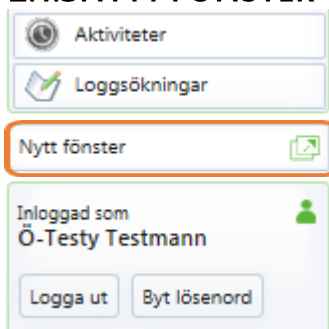 Aktiviteter
Loggsökningar
Nytt fönster
Inloggad som
Ö-Testy Testmann
Logga ut Byt lösenord